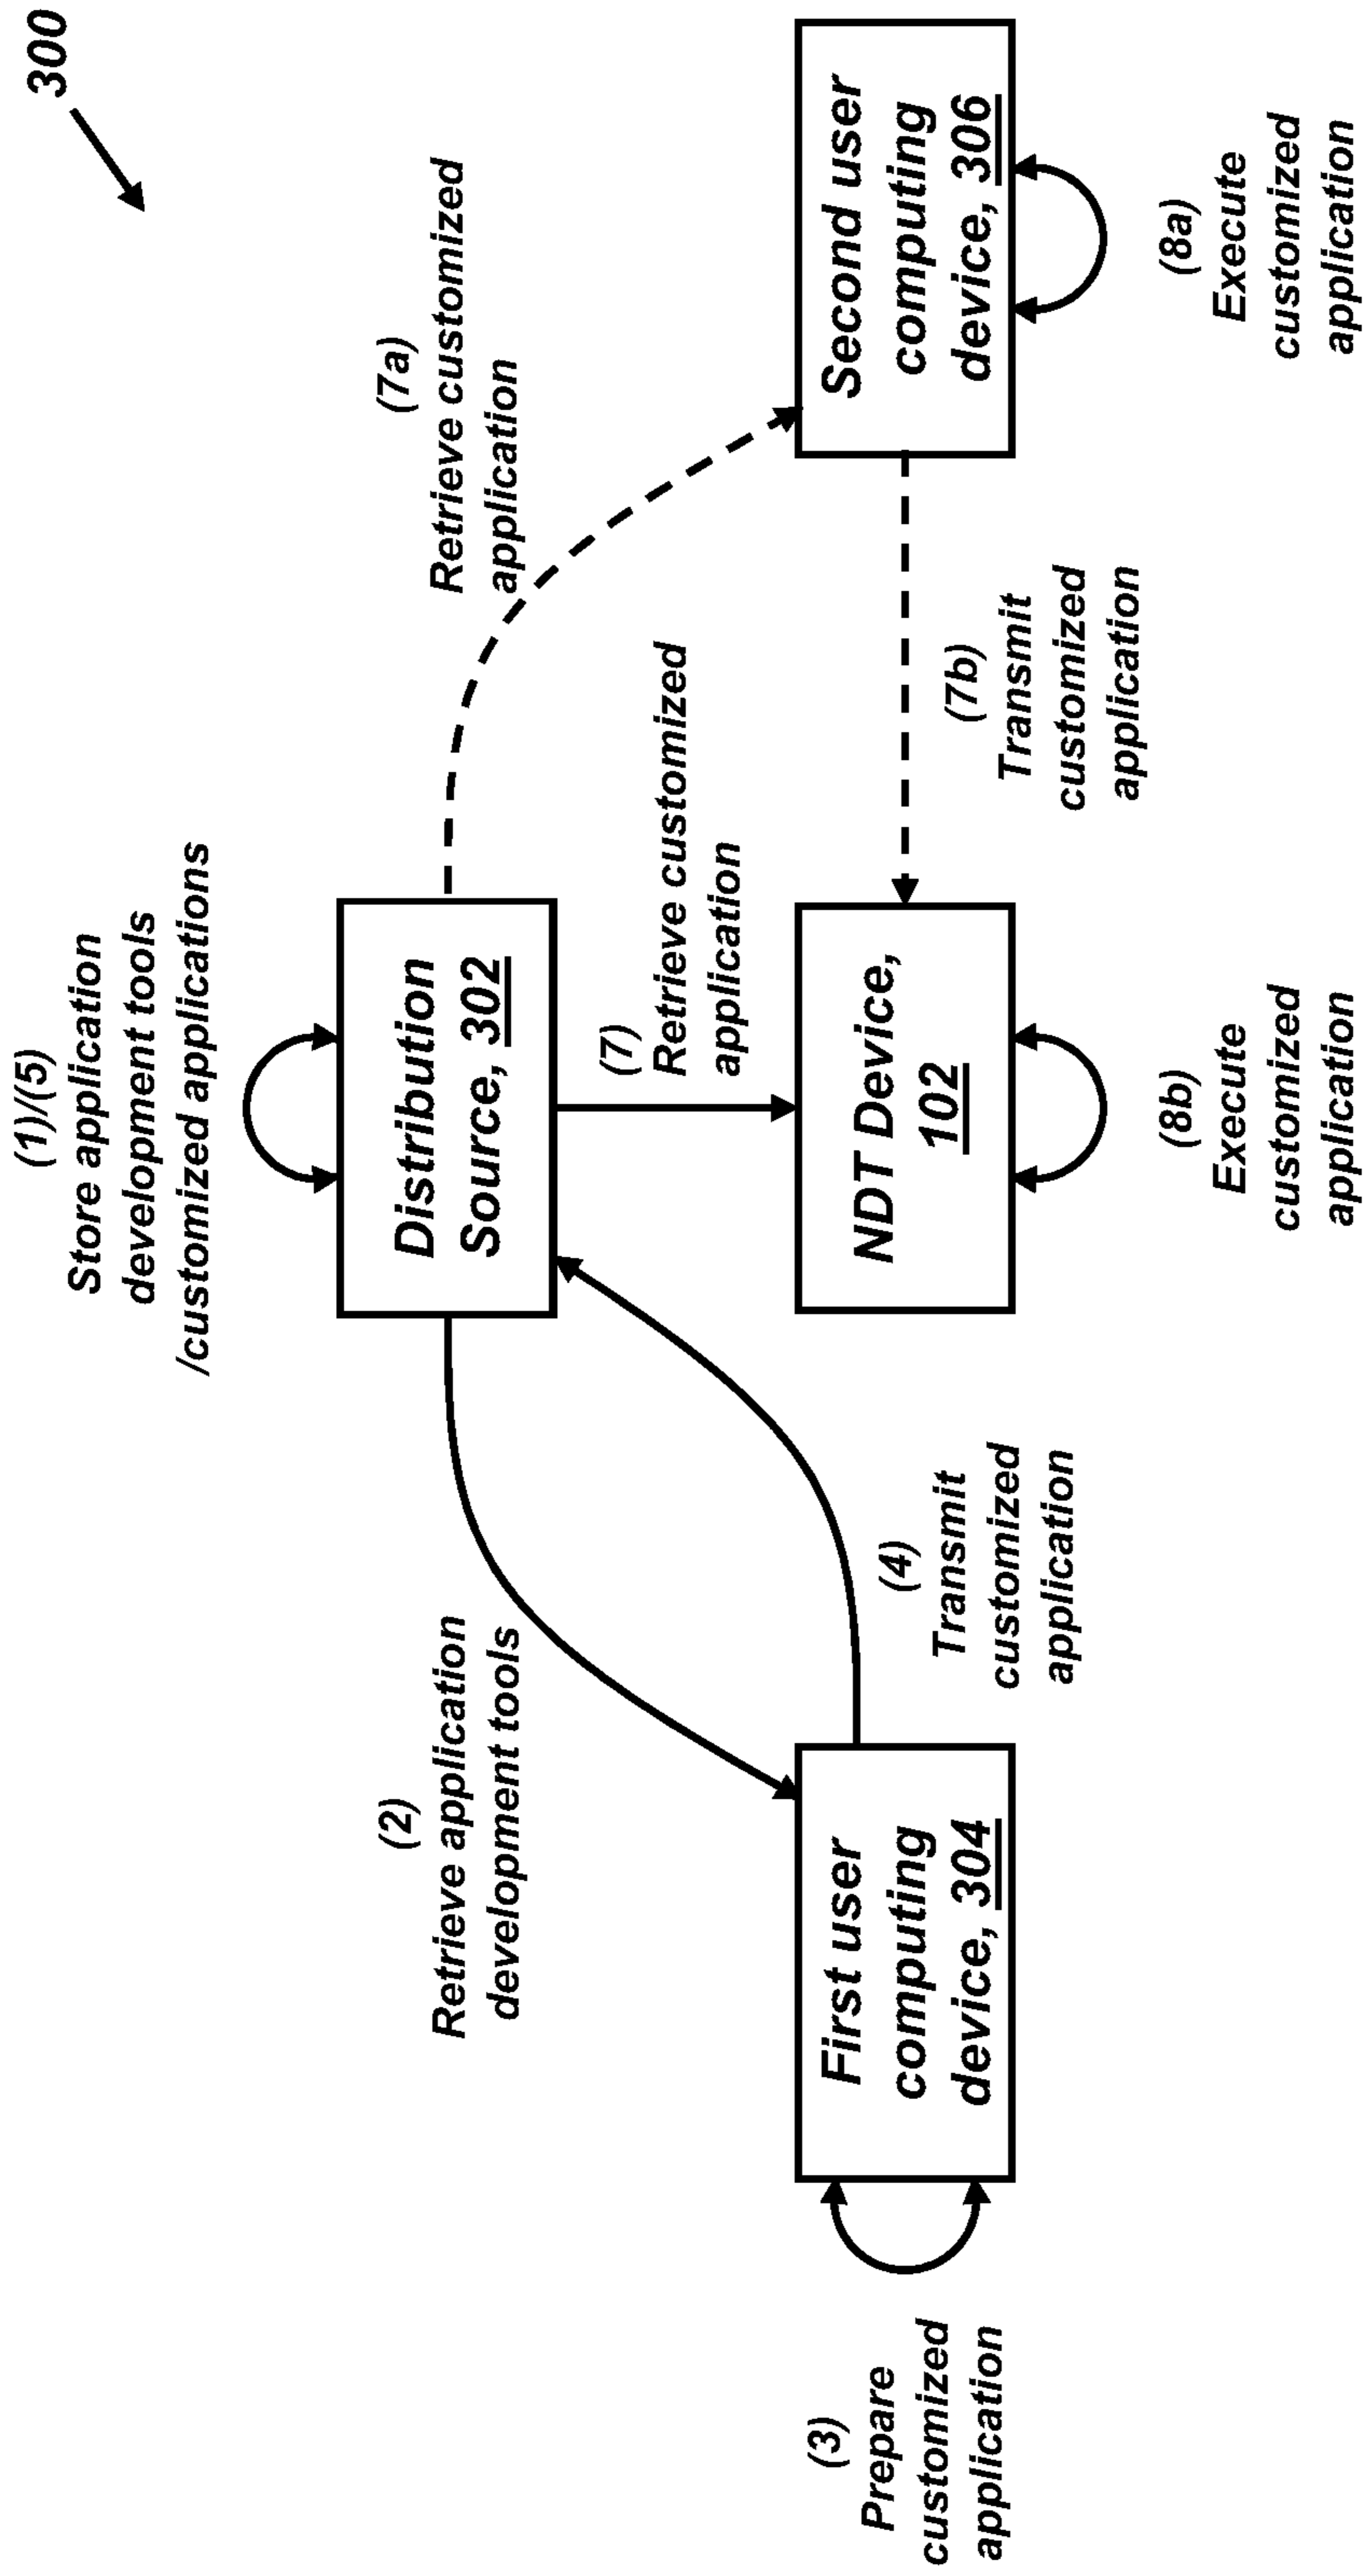 300
(1)/(5)
Store application
development tools
/customized applications
(2)
Retrieve application
development tools
Distribution
Source, 302
(7a)
Retrieve customized
application
(7)
Retrieve customized
application
(3)
Prepare
customized
application
First user
computing
device, 304
(4)
Transmit
customized
application
NDT Device,
102
(7b)
Transmit
customized
application
Second user
computing
device, 306
(8b)
Execute
customized
application
(8a)
Execute
customized
application